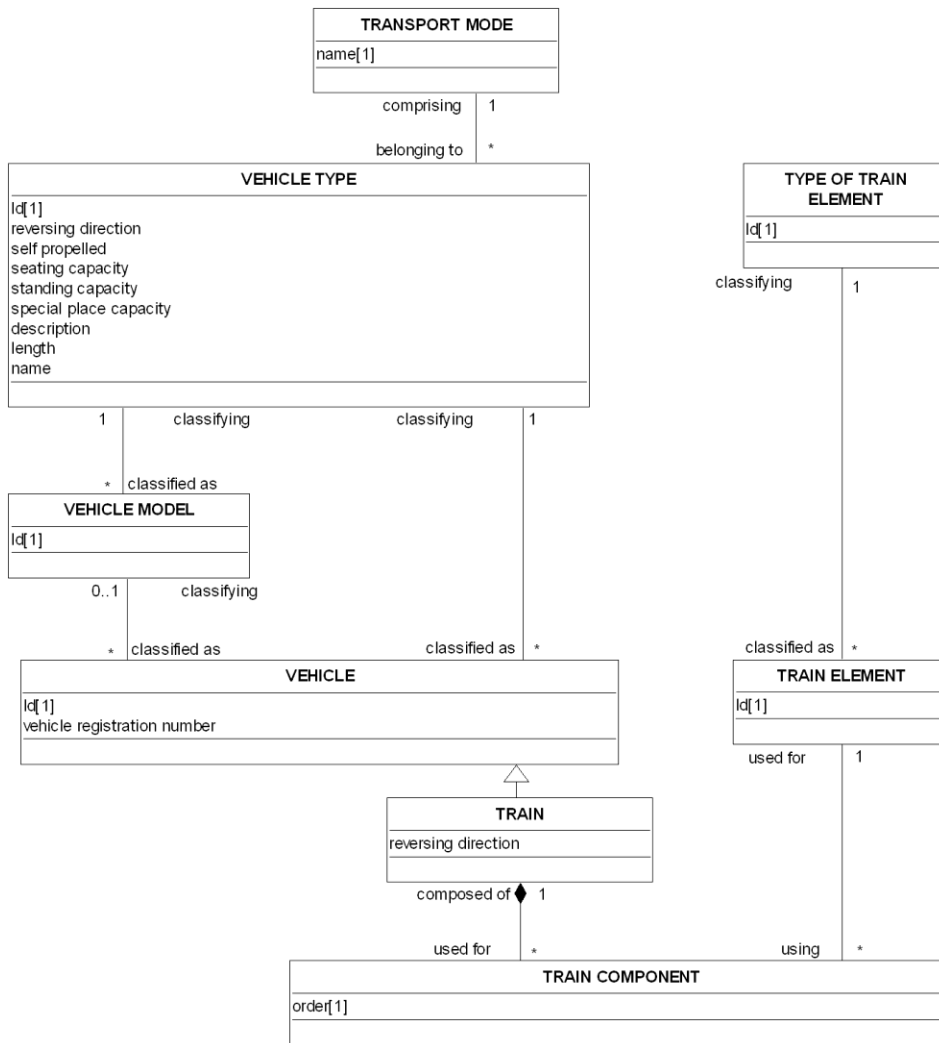 TRANSPORT MODE
name[1]
comprising 1
belonging to *
VEHICLE TYPE
Id[1]
reversing direction
self propelled
seating capacity
standing capacity
special place capacity
description
length
name
TYPE OF TRAIN
ELEMENT
Id[1]
classifying 1
1 classifying
classifying 1
* classified as
VEHICLE MODEL
Id[1]
0..1 classifying
* classified as
classified as *
classified as *
VEHICLE
Id[1]
vehicle registration number
TRAIN ELEMENT
Id[1]
used for 1
TRAIN
reversing direction
composed of 1
used for *
using *
TRAIN COMPONENT
order[1]